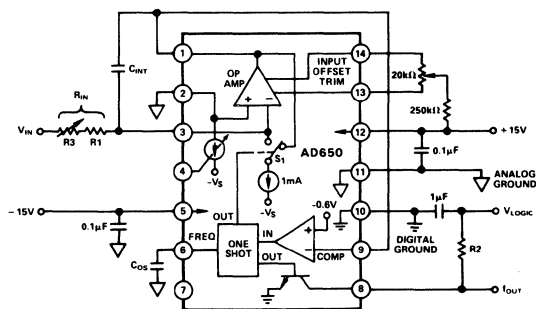 1
14
C_INT
OP AMP
INPUT OFFSET TRIM
20kΩ
2
+ −
13
R_IN
250kΩ
V_IN
R3 R1
3
12
+15V
S₁
AD650
0.1μF
4
−V_S
1mA
11
ANALOG GROUND
−V_S
−0.6V
1μF
−15V
5
10
V_LOGIC
OUT
0.1μF
IN
+
DIGITAL GROUND
FREQ
6
ONE SHOT
−
9
R2
OUT
COMP
C_OS
7
8
f_OUT